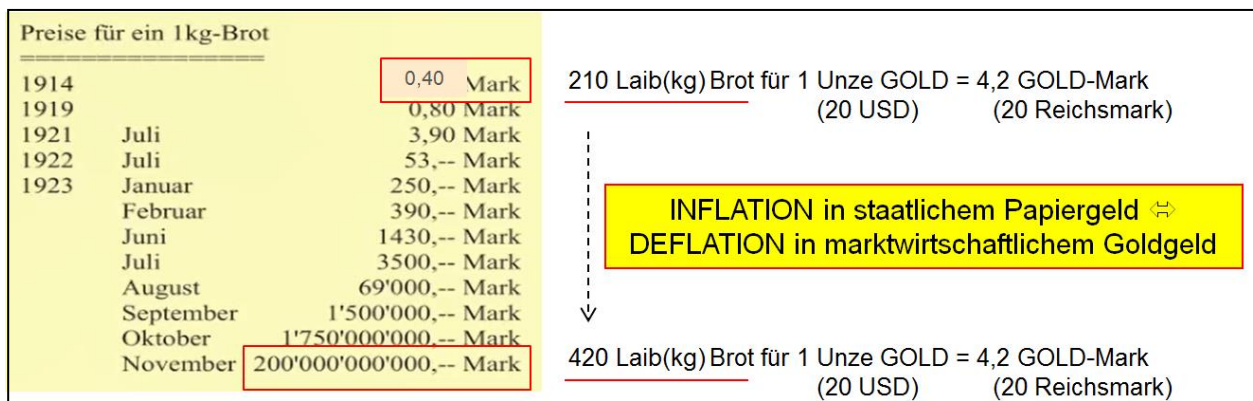 Preise für ein 1kg-Brot
================
1914 0,40 Mark
1919 0,80 Mark
1921 Juli 3,90 Mark
1922 Juli 53,-- Mark
1923 Januar 250,-- Mark
Februar 390,-- Mark
Juni 1430,-- Mark
Juli 3500,-- Mark
August 69'000,-- Mark
September 1'500'000,-- Mark
Oktober 1'750'000'000,-- Mark
November 200'000'000'000,-- Mark
210 Laib(kg) Brot für 1 Unze GOLD = 4,2 GOLD-Mark
(20 USD) (20 Reichsmark)
INFLATION in staatlichem Papiergeld ⇔
DEFLATION in marktwirtschaftlichem Goldgeld
420 Laib(kg) Brot für 1 Unze GOLD = 4,2 GOLD-Mark
(20 USD) (20 Reichsmark)